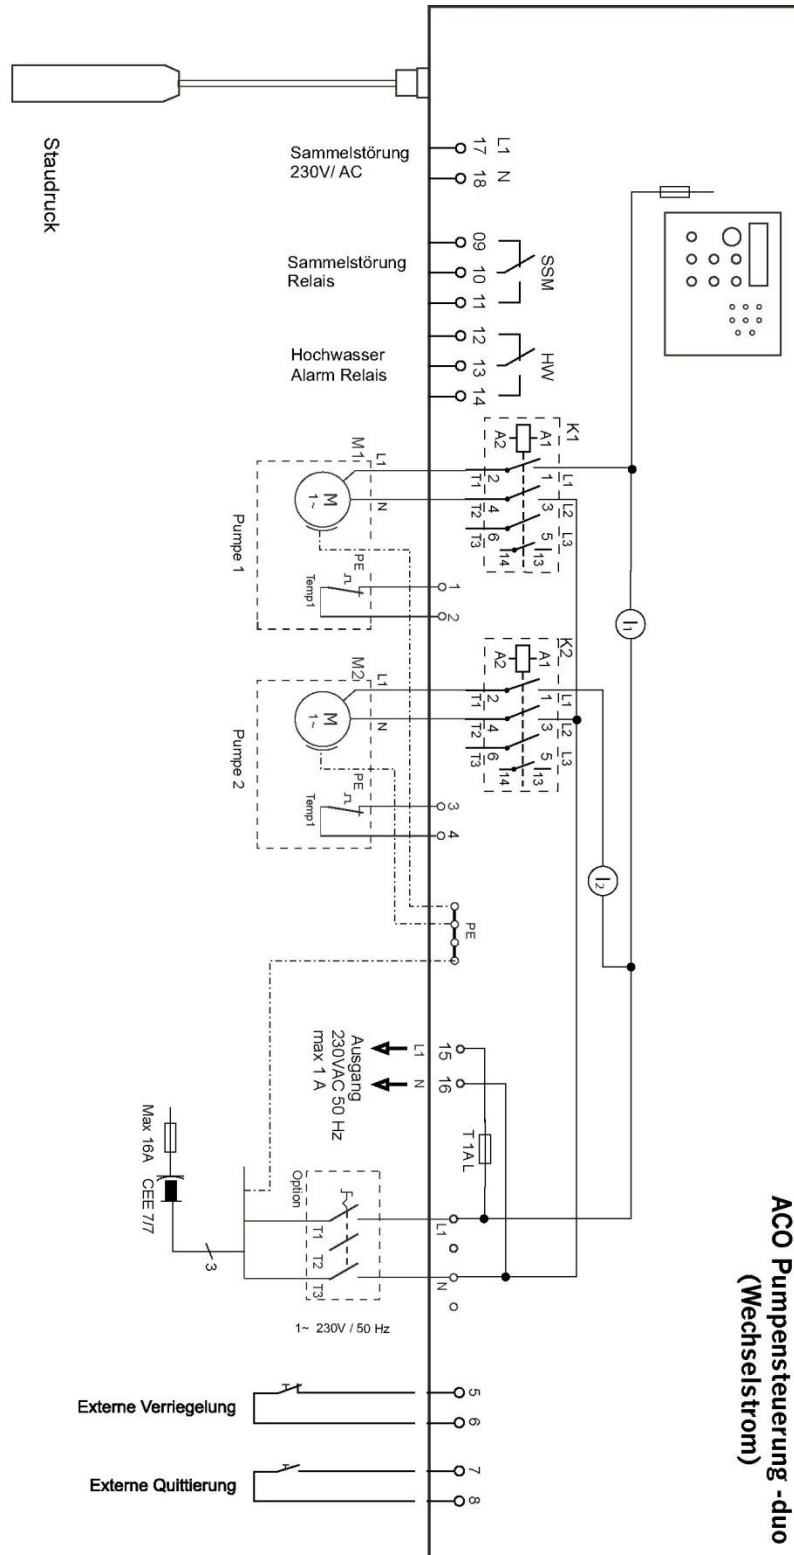 ACO Pumpensteuerung -duo
(Wechselstrom)
Staudruck
Sammelstörung
230V/ AC
17 L1
18 N
Sammelstörung
Relais
09
10
11
SSM
Hochwasser
Alarm Relais
12
13
14
HW
K1
A1
A2
L1
L2
L3
1
3
5
13
2
4
6
14
T1
T2
T3
M1
L1
N
M
1~
PE
Temp1
Pumpe 1
1
2
I1
K2
A1
A2
L1
L2
L3
1
3
5
13
2
4
6
14
T1
T2
T3
M2
L1
N
M
1~
PE
Temp1
Pumpe 2
3
4
I2
PE
15
16
L1
N
Ausgang
230VAC 50 Hz
max 1 A
T 1A L
Max 16A
CEE 7/7
3
Option
T1
T2
T3
L1
N
1~ 230V / 50 Hz
Externe Verriegelung
5
6
Externe Quittierung
7
8